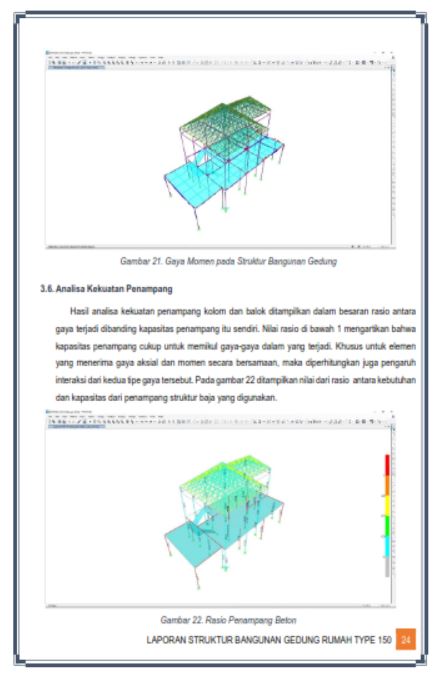 Gambar 21. Gaya Momen pada Struktur Bangunan Gedung
3.6. Analisa Kekuatan Penampang
Hasil analisa kekuatan penampang kolom dan balok ditampilkan dalam besaran rasio antara
gaya terjadi dibanding kapasitas penampang itu sendiri. Nilai rasio di bawah 1 mengartikan bahwa
kapasitas penampang cukup untuk memikul gaya-gaya dalam yang terjadi. Khusus untuk elemen
yang menerima gaya aksial dan momen secara bersamaan, maka diperhitungkan juga pengaruh
interaksi dari kedua tipe gaya tersebut. Pada gambar 22 ditampilkan nilai dari rasio antara kebutuhan
dan kapasitas dari penampang struktur baja yang digunakan.
Gambar 22. Rasio Penampang Beton
LAPORAN STRUKTUR BANGUNAN GEDUNG RUMAH TYPE 150 24